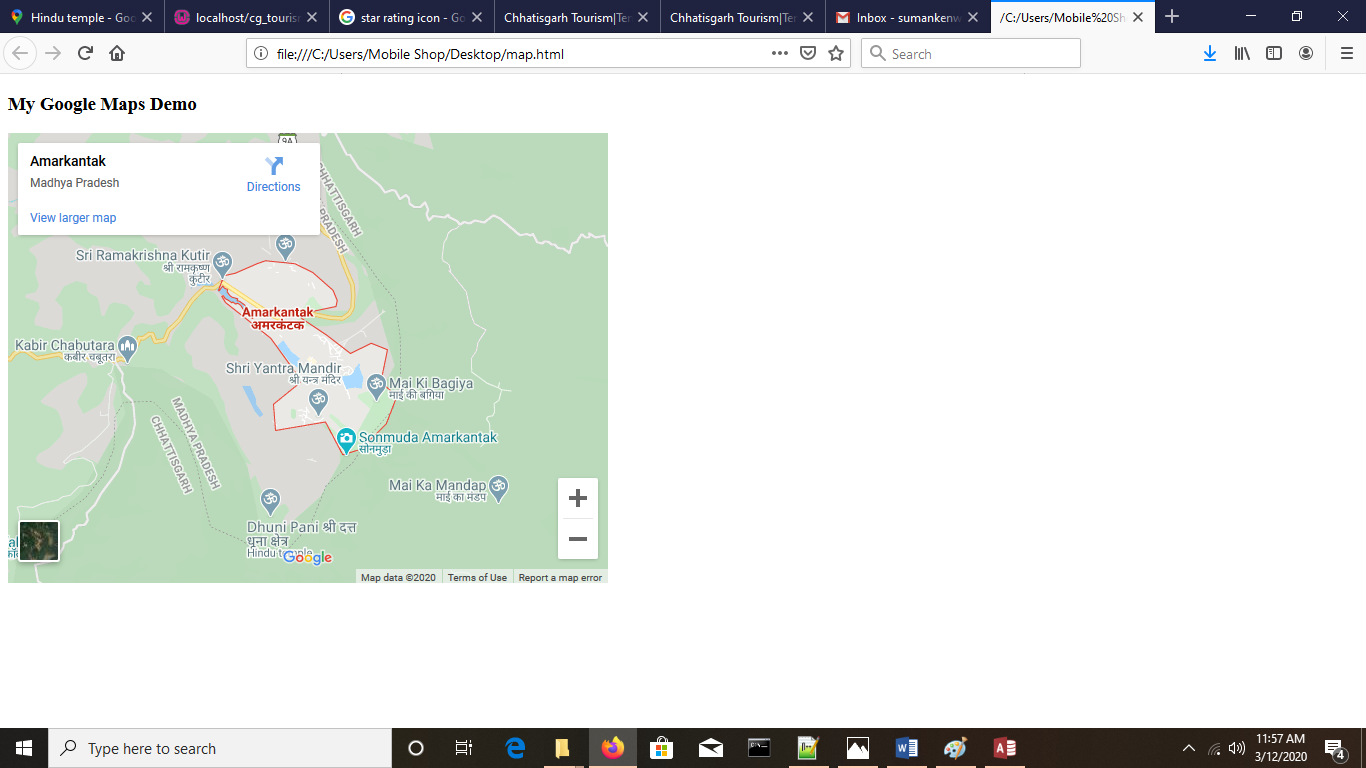 Hindu temple - Goo
localhost/cg_touris
star rating icon - Go
Chhatisgarh Tourism|Te
Chhatisgarh Tourism|Te
Inbox - sumankenw
/C:/Users/Mobile%20Sh
file:///C:/Users/Mobile Shop/Desktop/map.html
Search
My Google Maps Demo
9A
Amarkantak
Madhya Pradesh
Directions
View larger map
CHHATTISGARH
PRADESH
Sri Ramakrishna Kutir
श्री रामकृष्ण
कुटीर
Amarkantak
अमरकंटक
Kabir Chabutara
कबीर चबूतरा
Shri Yantra Mandir
श्री यन्त्र मंदिर
Mai Ki Bagiya
माई की बगिया
MADHYA PRADESH
CHHATTISGARH
Sonmuda Amarkantak
सोनमुड़ा
Mai Ka Mandap
माई का मंडप
Dhuni Pani श्री दत्त
धूना क्षेत्र
Hindu temple
Google
Map data ©2020
Terms of Use
Report a map error
Type here to search
11:57 AM
3/12/2020
4